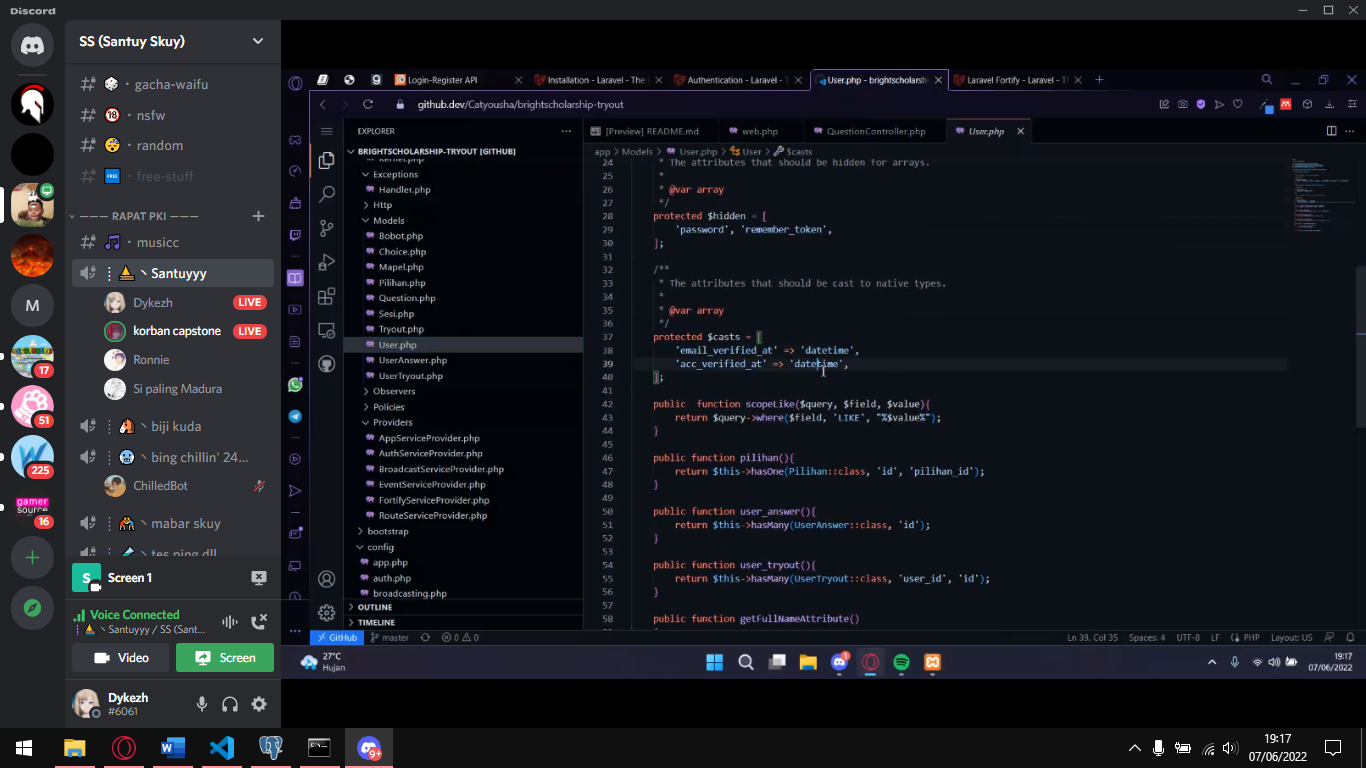 Discord
SS (Santuy Skuy)
gacha-waifu
nsfw
random
free-stuff
——— RAPAT PKI ———
musicc
Santuyyy
Dykezh LIVE
korban capstone LIVE
Ronnie
Si paling Madura
biji kuda
bing chillin' 24...
ChilledBot
mabar skuy
tes ping dll
M
17
51
225
gamer
source
16
S Screen 1
Voice Connected
Santuyyy / SS (Sant...
Video Screen
Dykezh
#6061
Login-Register API
Installation - Laravel - The
Authentication - Laravel - T
User.php - brightscholarsh
Laravel Fortify - Laravel - T
github.dev/Catyousha/brightscholarship-tryout
EXPLORER
BRIGHTSCHOLARSHIP-TRYOUT [GITHUB]
Kernel.php
Exceptions
Handler.php
Http
Models
Bobot.php
Choice.php
Mapel.php
Pilihan.php
Question.php
Sesi.php
Tryout.php
User.php
UserAnswer.php
UserTryout.php
Observers
Policies
Providers
AppServiceProvider.php
AuthServiceProvider.php
BroadcastServiceProvider.php
EventServiceProvider.php
FortifyServiceProvider.php
RouteServiceProvider.php
bootstrap
config
app.php
auth.php
broadcasting.php
OUTLINE
TIMELINE
[Preview] README.md
web.php
QuestionController.php
User.php
app > Models > User.php > User > $casts
24 * The attributes that should be hidden for arrays.
25 *
26 * @var array
27 */
28 protected $hidden = [
29 'password', 'remember_token',
30 ];
31
32 /**
33 * The attributes that should be cast to native types.
34 *
35 * @var array
36 */
37 protected $casts = [
38 'email_verified_at' => 'datetime',
39 'acc_verified_at' => 'datetime',
40 ];
41
42 public function scopeLike($query, $field, $value){
43 return $query->where($field, 'LIKE', "%$value%");
44 }
45
46 public function pilihan(){
47 return $this->hasOne(Pilihan::class, 'id', 'pilihan_id');
48 }
49
50 public function user_answer(){
51 return $this->hasMany(UserAnswer::class, 'id');
52 }
53
54 public function user_tryout(){
55 return $this->hasMany(UserTryout::class, 'user_id', 'id');
56 }
57
58 public function getFullNameAttribute()
GitHub master 0 0 Ln 39, Col 35 Spaces: 4 UTF-8 LF PHP Layout: US
27°C
Hujan
19:17
07/06/2022
9+
19:17
07/06/2022